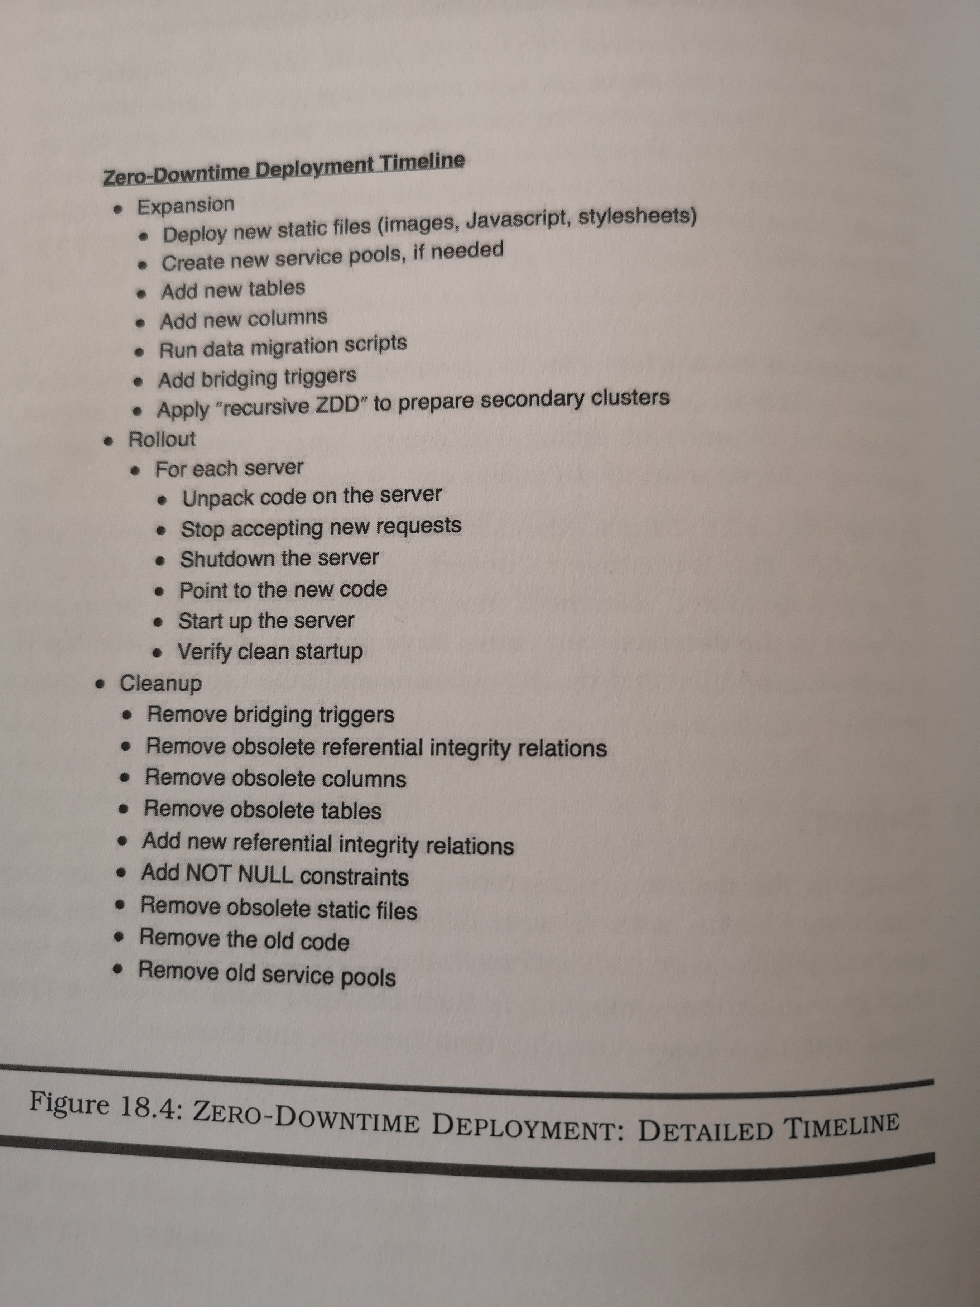 Zero-Downtime Deployment Timeline
• Expansion
• Deploy new static files (images, Javascript, stylesheets)
• Create new service pools, if needed
• Add new tables
• Add new columns
• Run data migration scripts
• Add bridging triggers
• Apply "recursive ZDD" to prepare secondary clusters
• Rollout
• For each server
• Unpack code on the server
• Stop accepting new requests
• Shutdown the server
• Point to the new code
• Start up the server
• Verify clean startup
• Cleanup
• Remove bridging triggers
• Remove obsolete referential integrity relations
• Remove obsolete columns
• Remove obsolete tables
• Add new referential integrity relations
• Add NOT NULL constraints
• Remove obsolete static files
• Remove the old code
• Remove old service pools
Figure 18.4: ZERO-DOWNTIME DEPLOYMENT: DETAILED TIMELINE